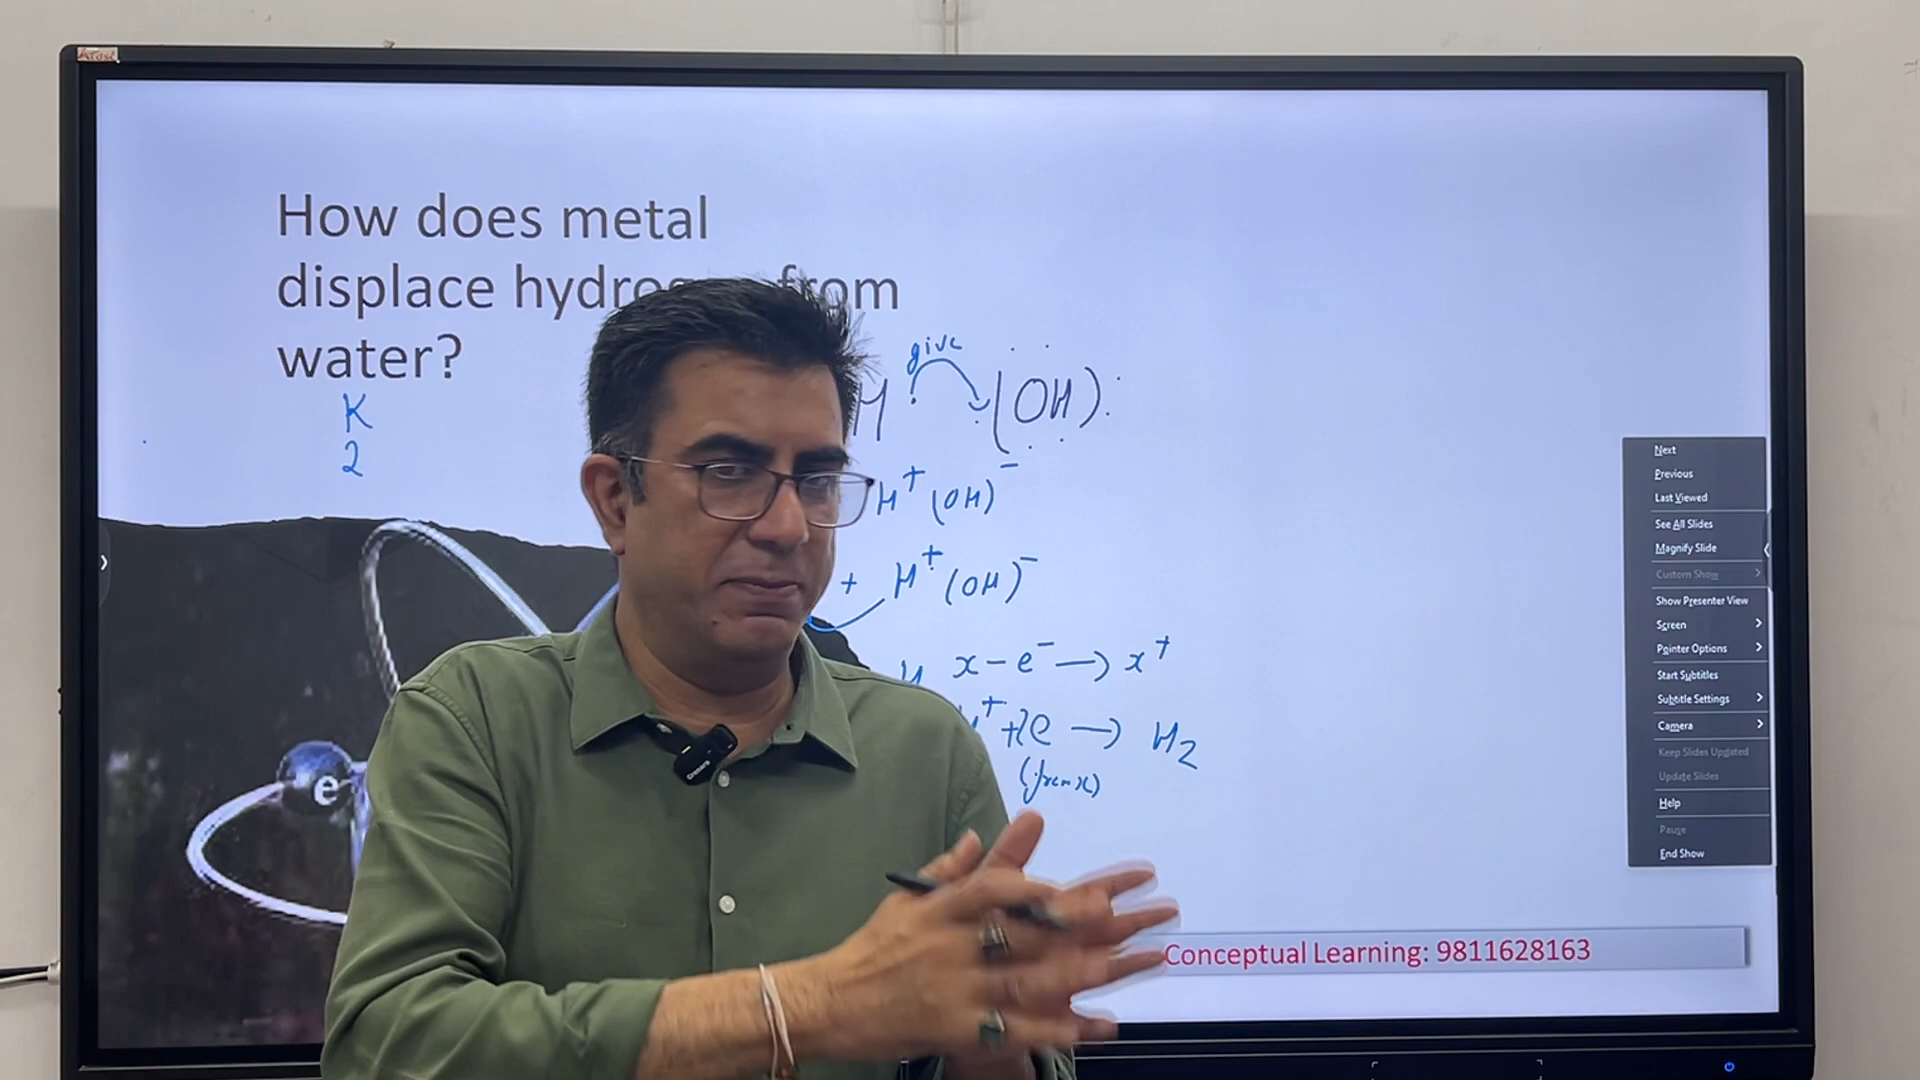 How does metal
displace hydrogen from
water?
K
2
give
H (OH)
H⁺ (OH)⁻
+ H⁺ (OH)⁻
x - e⁻ → x⁺
⁺ + 2e → H₂
(from x)
e⁻
Next
Previous
Last Viewed
See All Slides
Magnify Slide
Custom Show
Show Presenter View
Screen
Pointer Options
Start Subtitles
Subtitle Settings
Camera
Keep Slides Updated
Update Slides
Help
Pause
End Show
Conceptual Learning: 9811628163